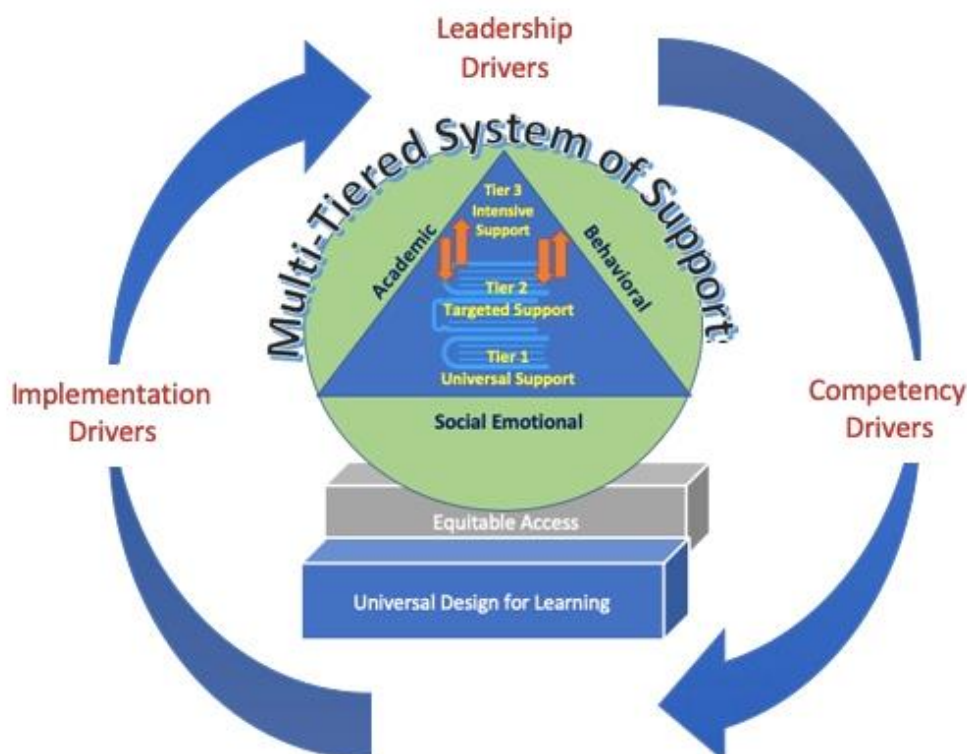 Leadership
Drivers
Multi-Tiered System of Support
Tier 3
Intensive
Support
Academic
Behavioral
Tier 2
Targeted Support
Tier 1
Universal Support
Implementation
Drivers
Competency
Drivers
Social Emotional
Equitable Access
Universal Design for Learning